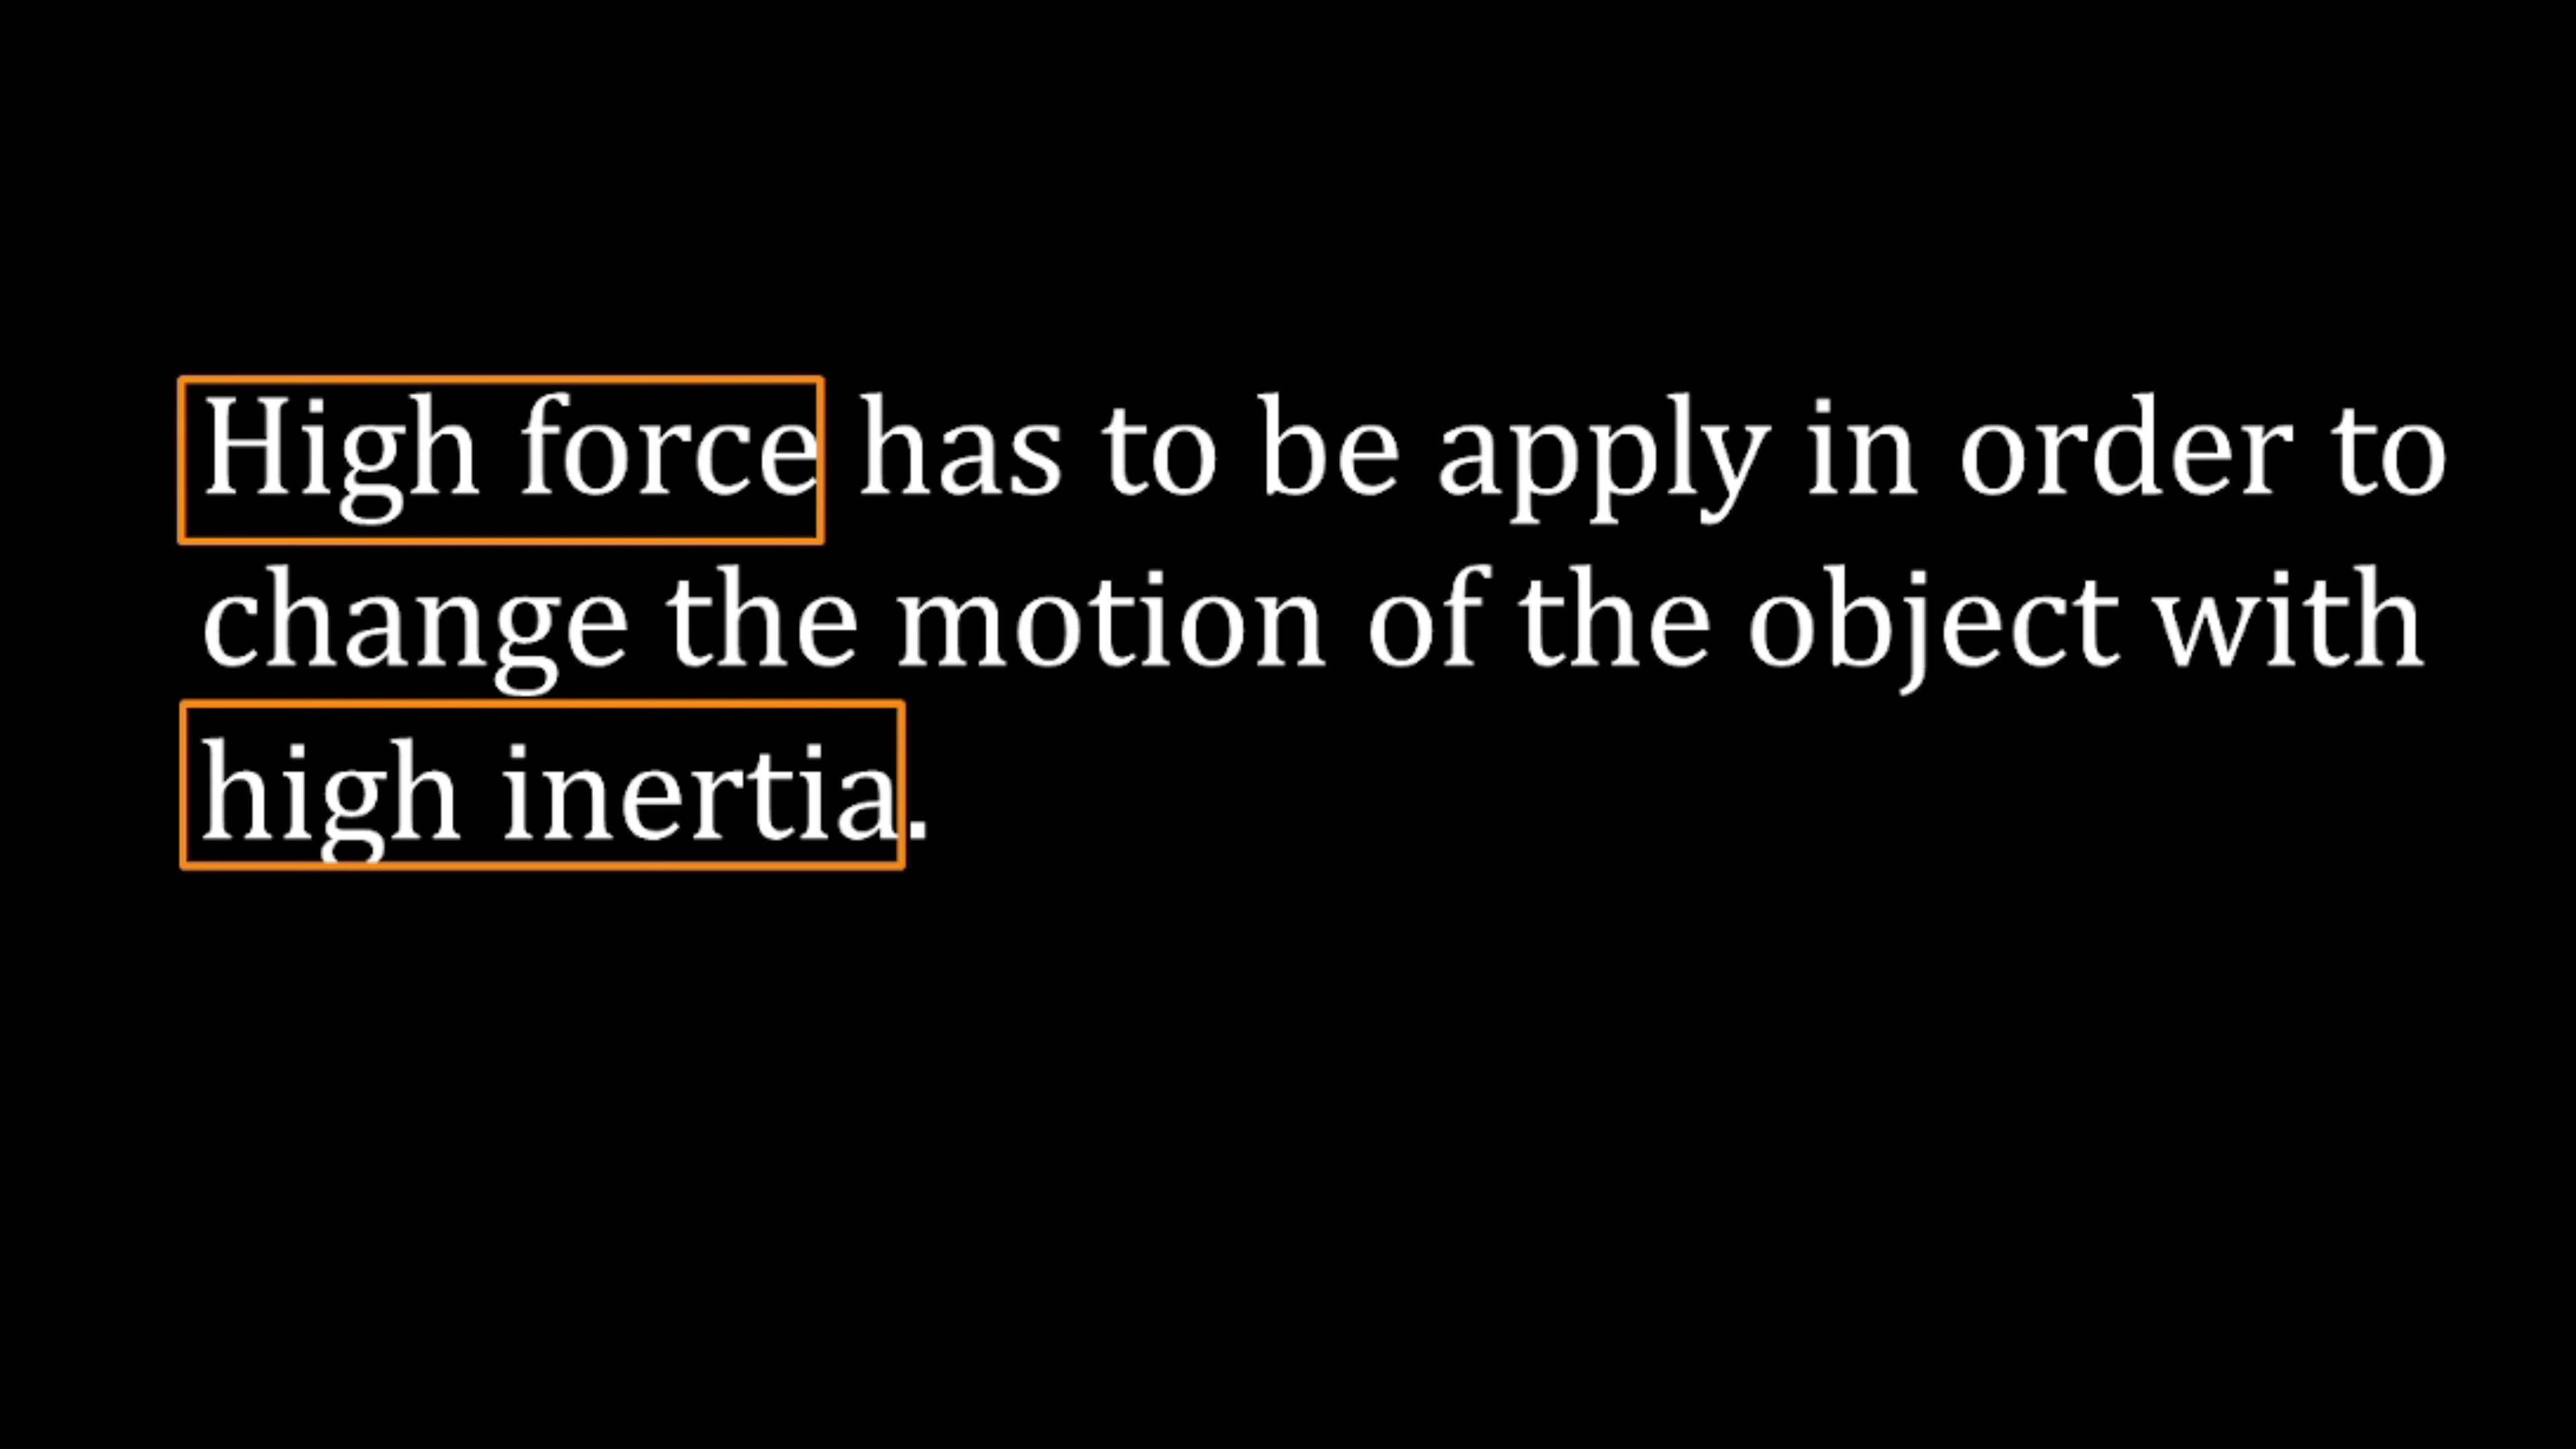 High force has to be apply in order to
change the motion of the object with
high inertia.